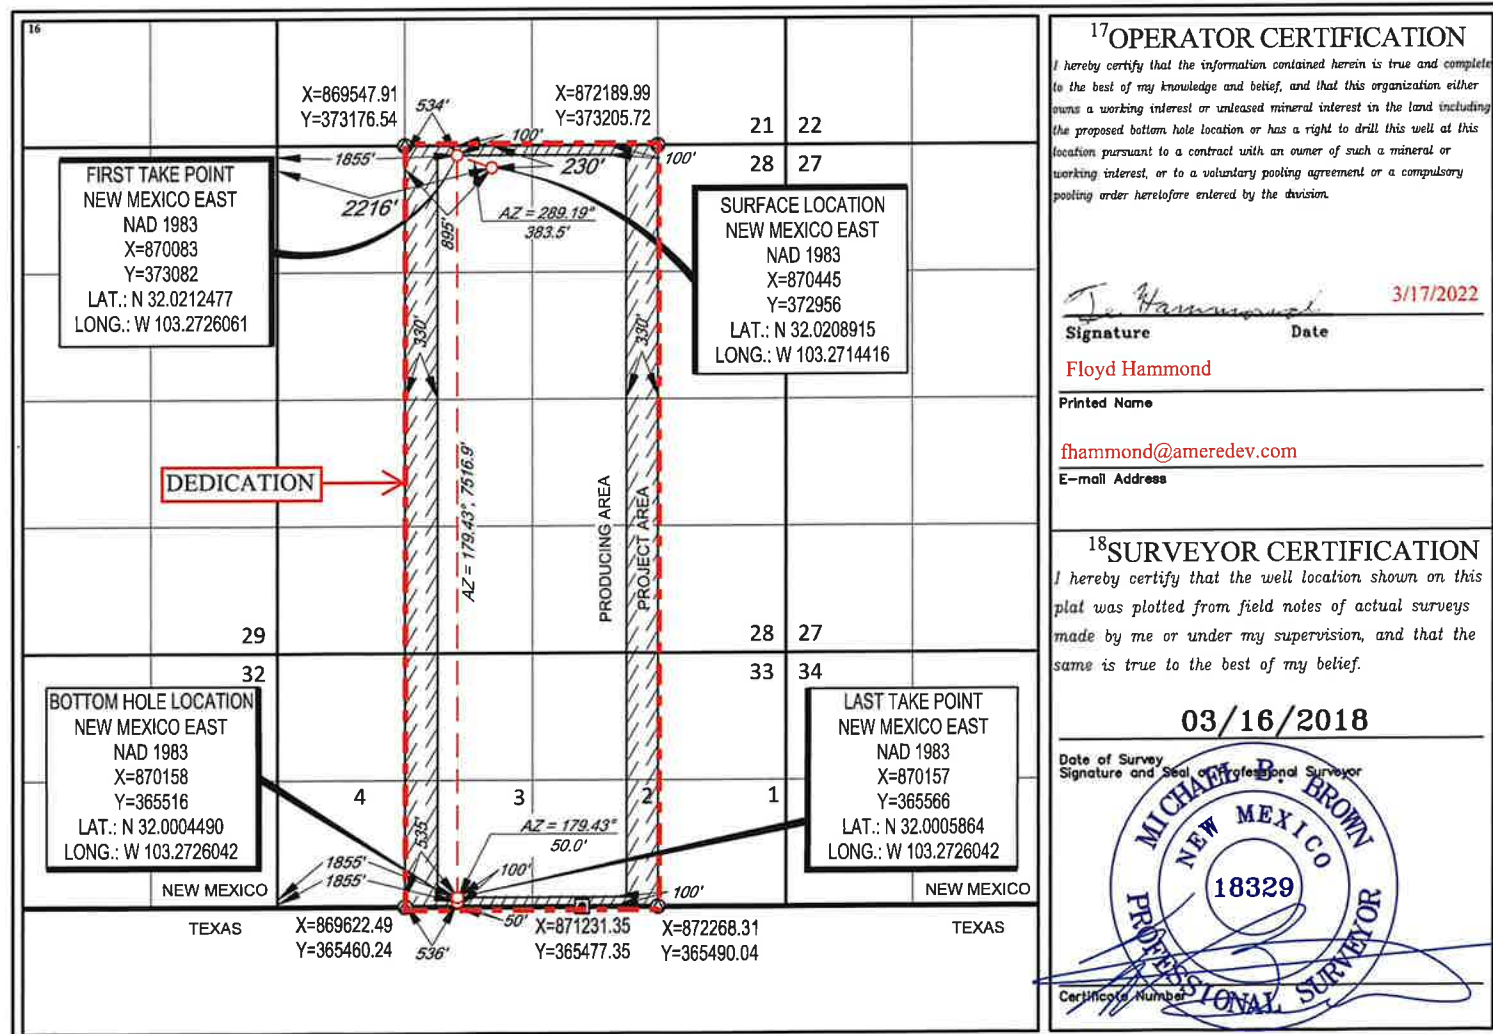 16
X=869547.91
Y=373176.54
534'
X=872189.99
Y=373205.72
21 22
28 27
100'
1855'
230'
100'
2216'
895'
AZ = 289.19°
383.5'
FIRST TAKE POINT
NEW MEXICO EAST
NAD 1983
X=870083
Y=373082
LAT.: N 32.0212477
LONG.: W 103.2726061
SURFACE LOCATION
NEW MEXICO EAST
NAD 1983
X=870445
Y=372956
LAT.: N 32.0208915
LONG.: W 103.2714416
330'
330'
DEDICATION
AZ = 179.43°, 7516.9'
PRODUCING AREA
PROJECT AREA
29
32
28 27
33 34
BOTTOM HOLE LOCATION
NEW MEXICO EAST
NAD 1983
X=870158
Y=365516
LAT.: N 32.0004490
LONG.: W 103.2726042
LAST TAKE POINT
NEW MEXICO EAST
NAD 1983
X=870157
Y=365566
LAT.: N 32.0005864
LONG.: W 103.2726042
4 3 2 1
535'
AZ = 179.43°
50.0'
1855'
1855'
100'
100'
NEW MEXICO
NEW MEXICO
TEXAS
TEXAS
X=869622.49
Y=365460.24
536'
50'
X=871231.35
Y=365477.35
X=872268.31
Y=365490.04
17OPERATOR CERTIFICATION
I hereby certify that the information contained herein is true and complete
to the best of my knowledge and belief, and that this organization either
owns a working interest or unleased mineral interest in the land including
the proposed bottom hole location or has a right to drill this well at this
location pursuant to a contract with an owner of such a mineral or
working interest, or to a voluntary pooling agreement or a compulsory
pooling order heretofore entered by the division.
3/17/2022
Signature Date
Floyd Hammond
Printed Name
fhammond@ameredev.com
E-mail Address
18SURVEYOR CERTIFICATION
I hereby certify that the well location shown on this
plat was plotted from field notes of actual surveys
made by me or under my supervision, and that the
same is true to the best of my belief.
03/16/2018
Date of Survey
Signature and Seal of Professional Surveyor
MICHAEL B. BROWN
NEW MEXICO
18329
PROFESSIONAL SURVEYOR
Certificate Number